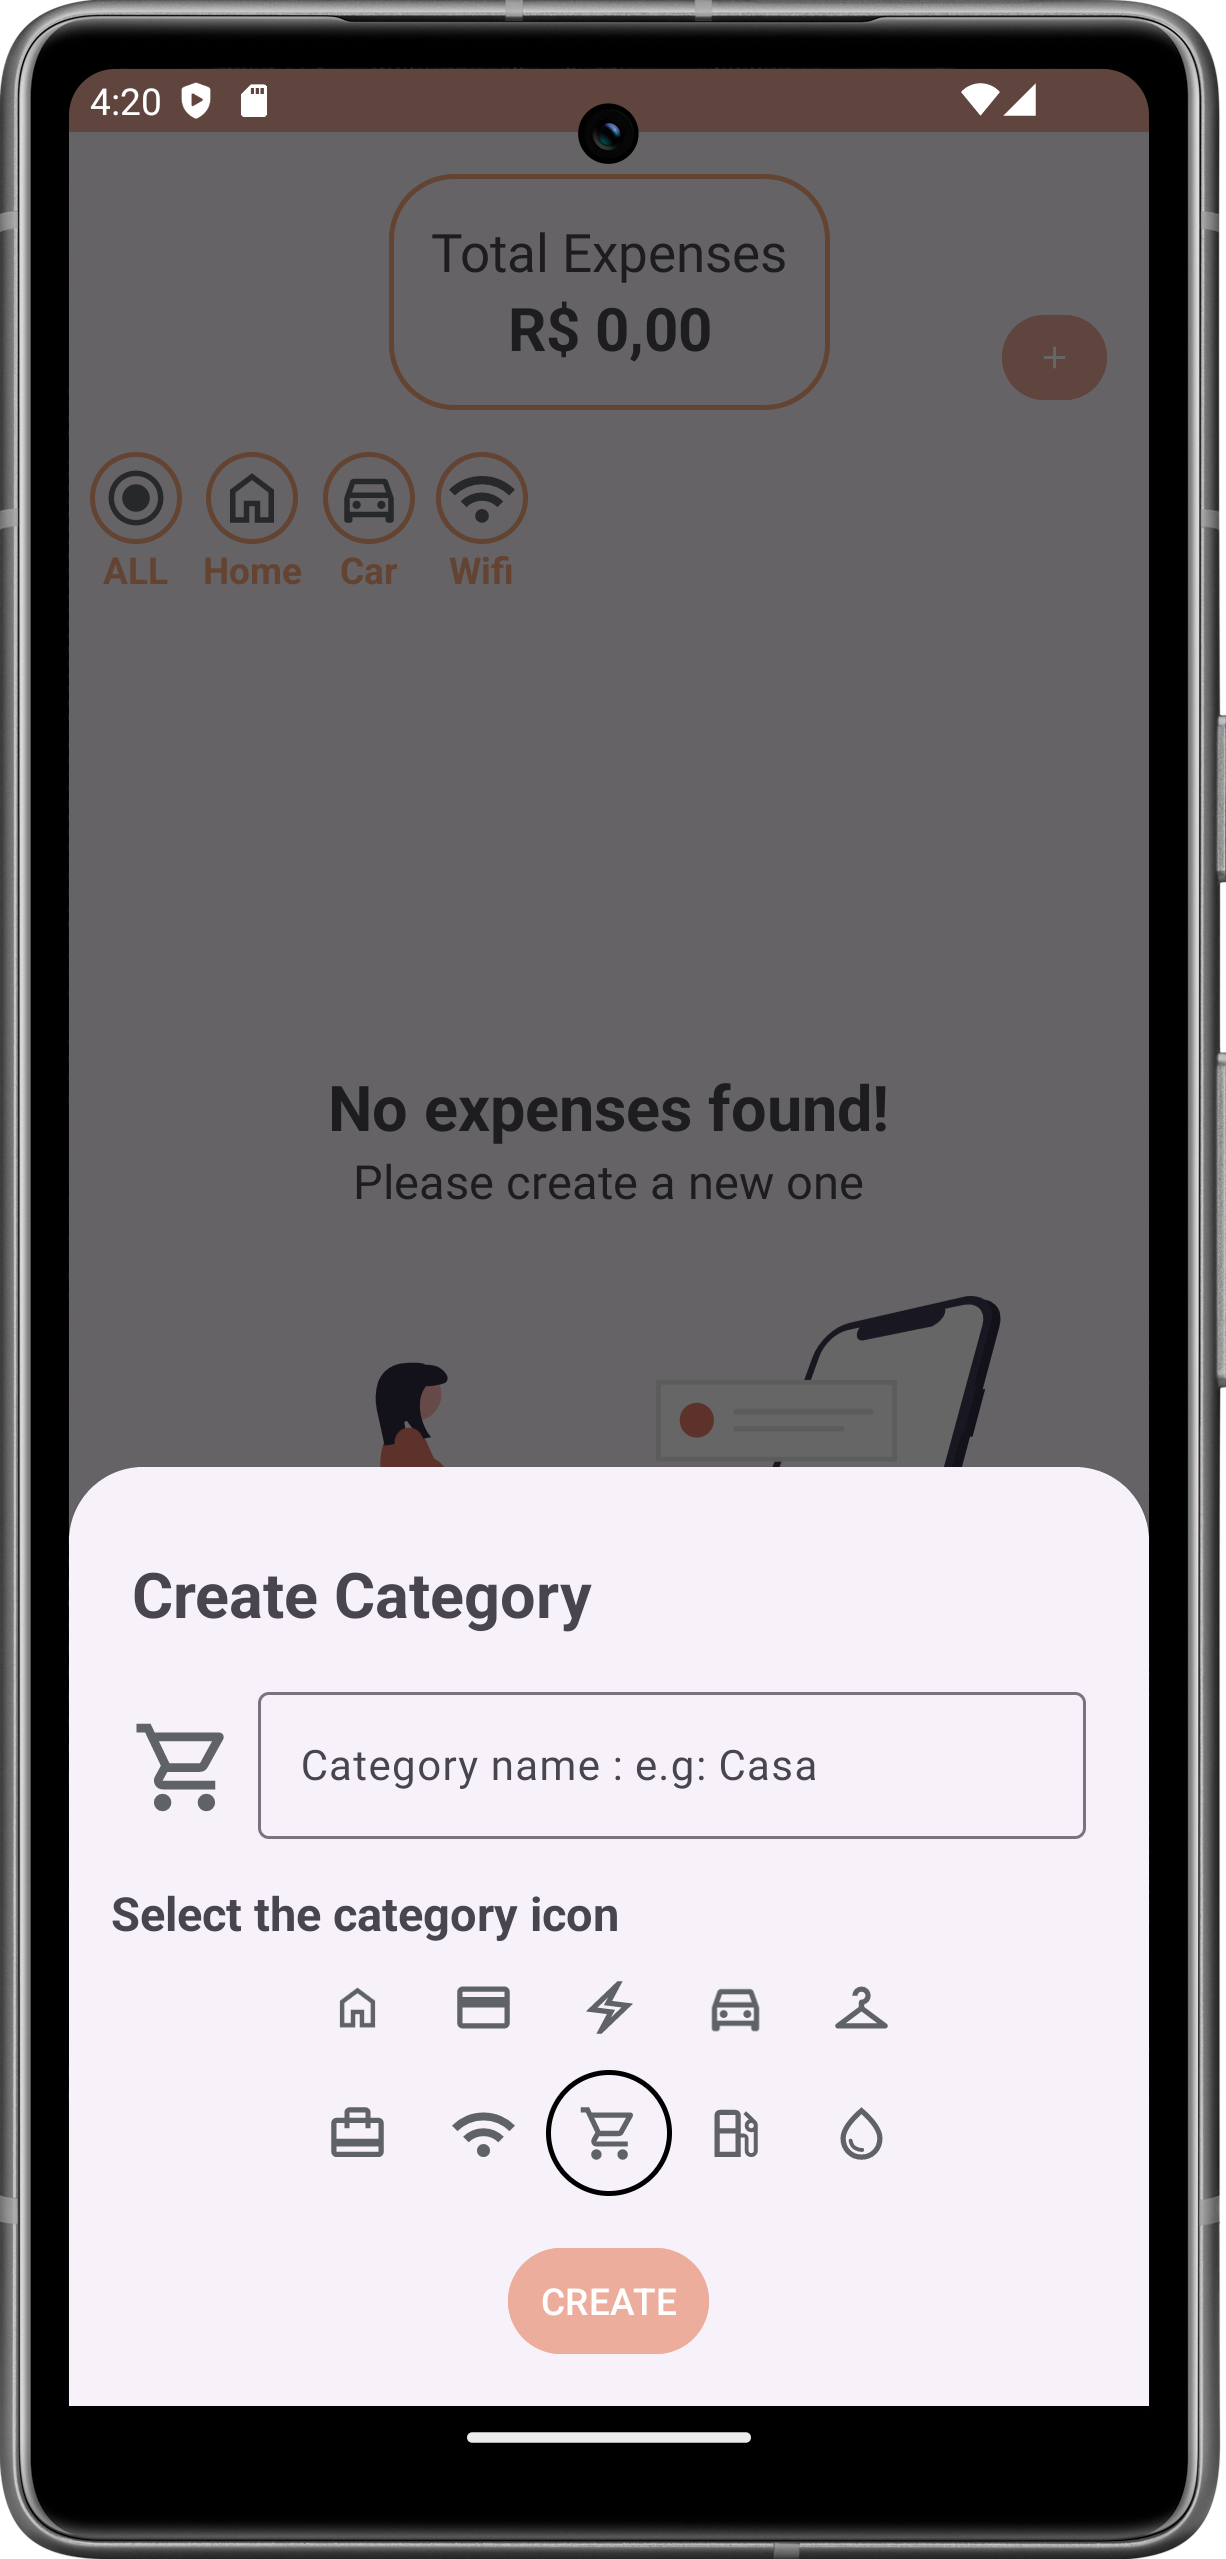 4:20
Total Expenses
R$ 0,00
+
ALL Home Car Wifi
No expenses found!
Please create a new one
Create Category
Category name : e.g: Casa
Select the category icon
CREATE